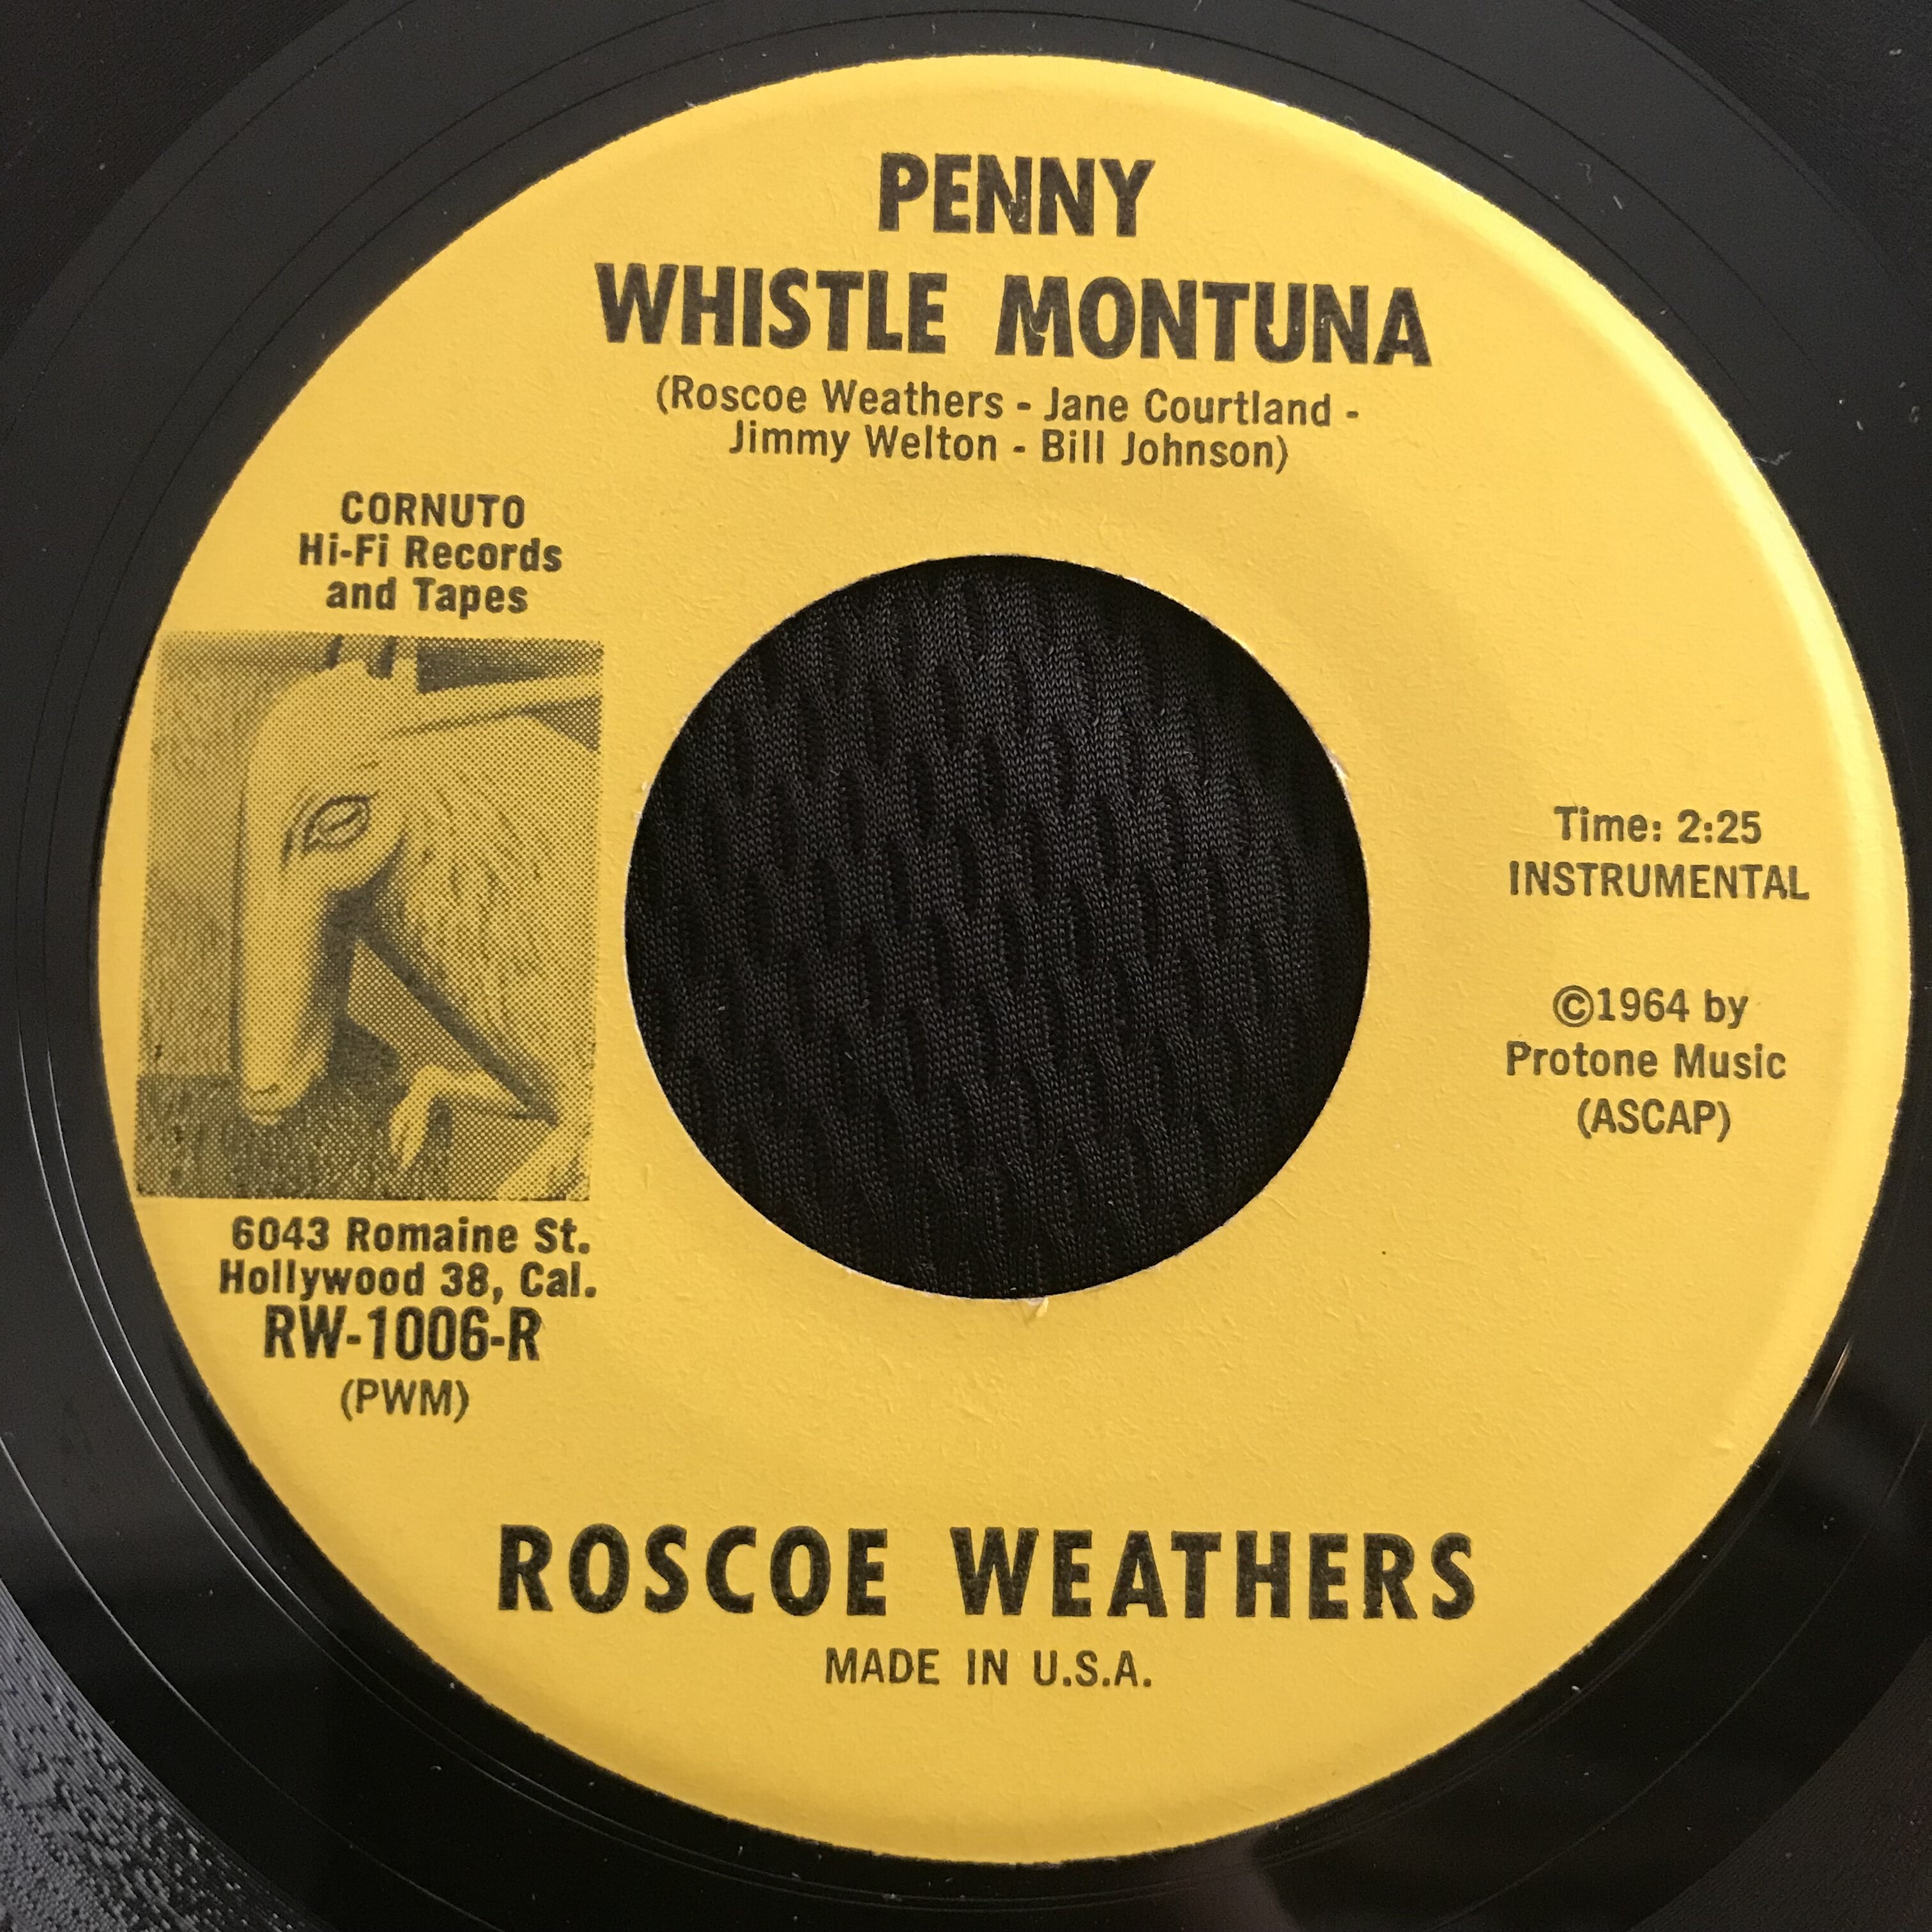 PENNY
WHISTLE MONTUNA
(Roscoe Weathers - Jane Courtland -
Jimmy Welton - Bill Johnson)
CORNUTO
Hi-Fi Records
and Tapes
6043 Romaine St.
Hollywood 38, Cal.
RW-1006-R
(PWM)
Time: 2:25
INSTRUMENTAL
©1964 by
Protone Music
(ASCAP)
ROSCOE WEATHERS
MADE IN U.S.A.